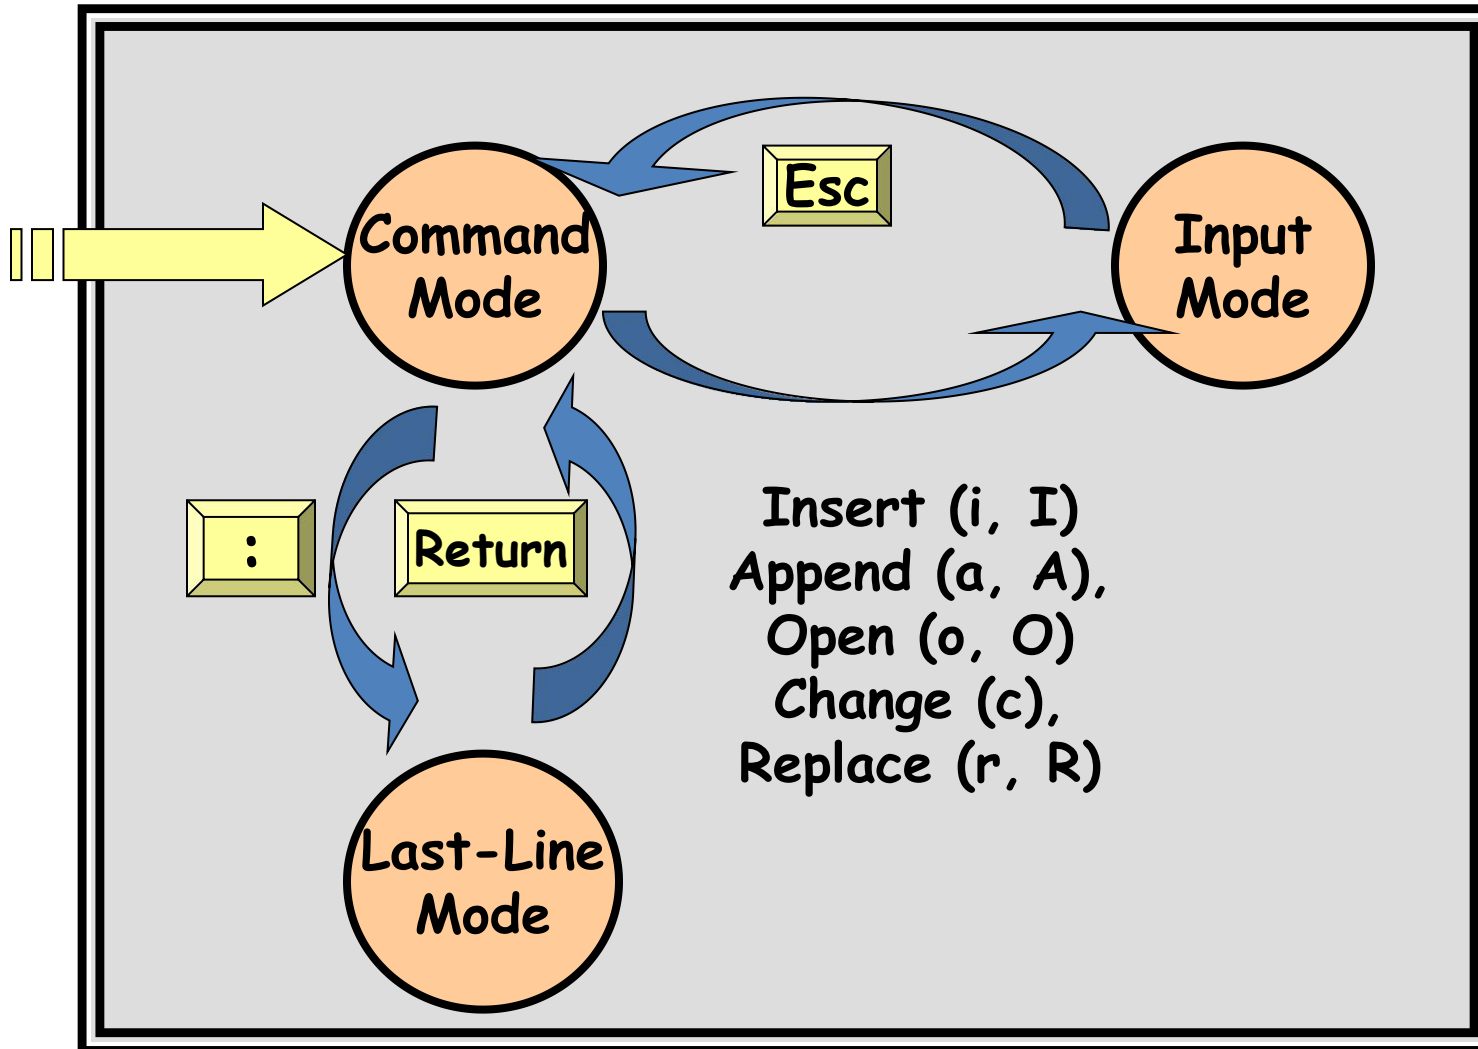 Esc
Command
Mode
Input
Mode
:
Return
Insert (i, I)
Append (a, A),
Open (o, O)
Change (c),
Replace (r, R)
Last-Line
Mode